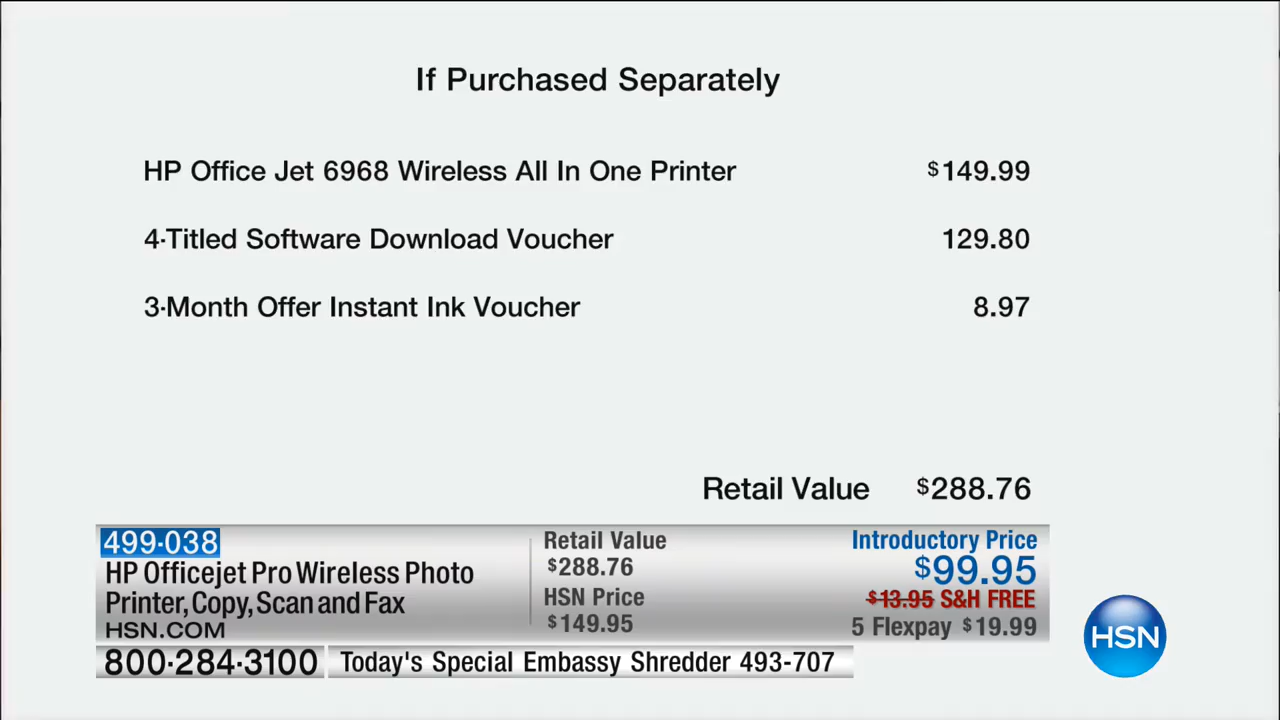 If Purchased Separately
HP Office Jet 6968 Wireless All In One Printer $149.99
4·Titled Software Download Voucher 129.80
3·Month Offer Instant Ink Voucher 8.97
Retail Value $288.76
499·038
HP Officejet Pro Wireless Photo
Printer, Copy, Scan and Fax
HSN.COM
Retail Value
$288.76
HSN Price
$149.95
Introductory Price
$99.95
$13.95 S&H FREE
5 Flexpay $19.99
HSN
800·284·3100 Today's Special Embassy Shredder 493-707